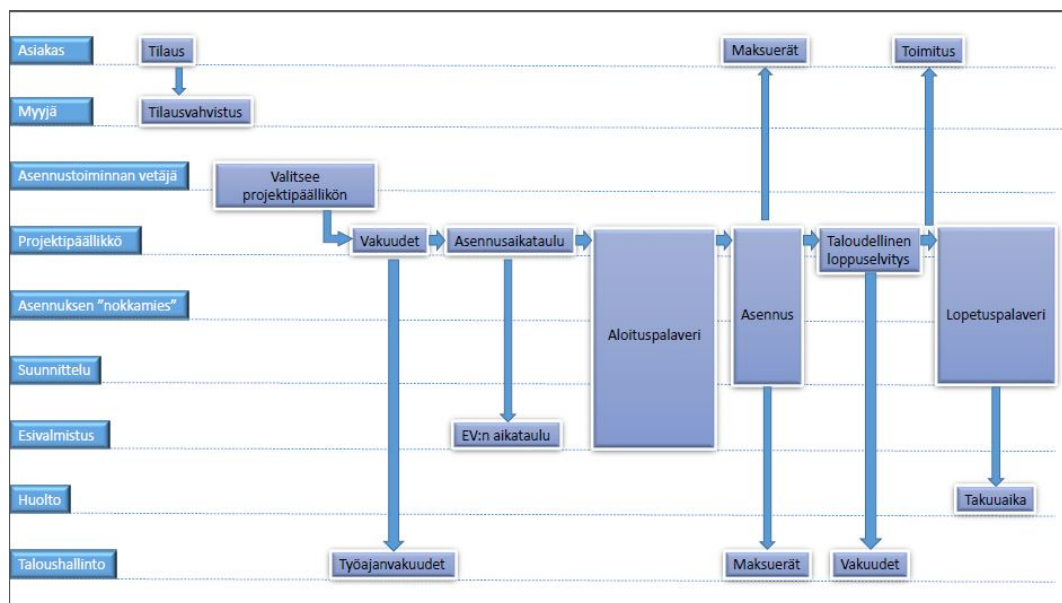 Asiakas
Tilaus
Maksuerät
Toimitus
Myyjä
Tilausvahvistus
Asennustoiminnan vetäjä
Valitsee
projektipäällikön
Projektipäällikkö
Vakuudet
Asennusaikataulu
Taloudellinen
loppuselvitys
Asennuksen ”nokkamies”
Aloituspalaveri
Asennus
Lopetuspalaveri
Suunnittelu
Esivalmistus
EV:n aikataulu
Huolto
Takuuaika
Taloushallinto
Työajanvakuudet
Maksuerät
Vakuudet